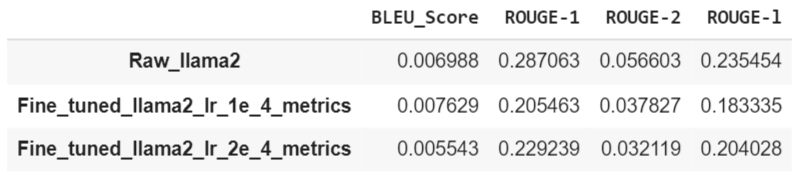 BLEU_Score ROUGE-1 ROUGE-2 ROUGE-l
Raw_llama2 0.006988 0.287063 0.056603 0.235454
Fine_tuned_llama2_lr_1e_4_metrics 0.007629 0.205463 0.037827 0.183335
Fine_tuned_llama2_lr_2e_4_metrics 0.005543 0.229239 0.032119 0.204028